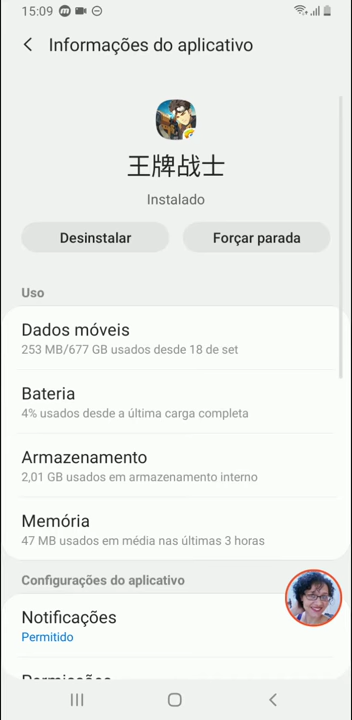 15:09
Informações do aplicativo
王牌战士
Instalado
Desinstalar
Forçar parada
Uso
Dados móveis
253 MB/677 GB usados desde 18 de set
Bateria
4% usados desde a última carga completa
Armazenamento
2,01 GB usados em armazenamento interno
Memória
47 MB usados em média nas últimas 3 horas
Configurações do aplicativo
Notificações
Permitido
Permissões